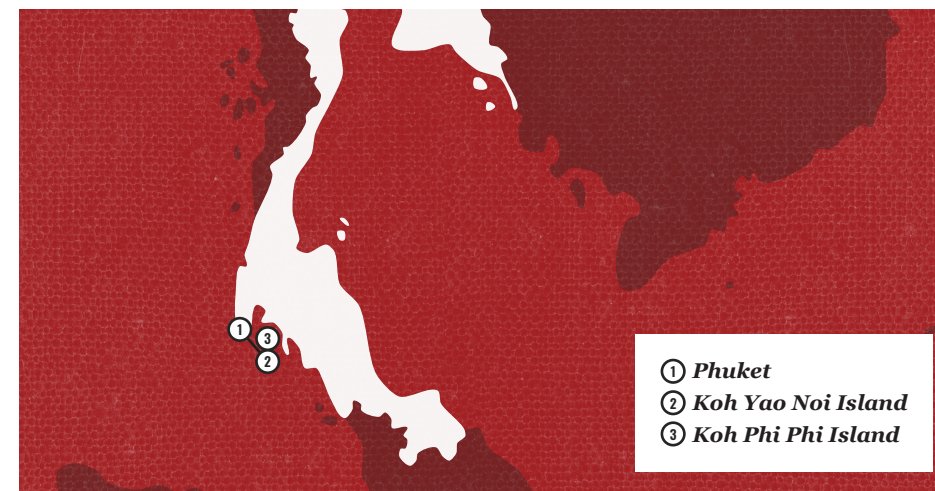 1
3
2
1 Phuket
2 Koh Yao Noi Island
3 Koh Phi Phi Island